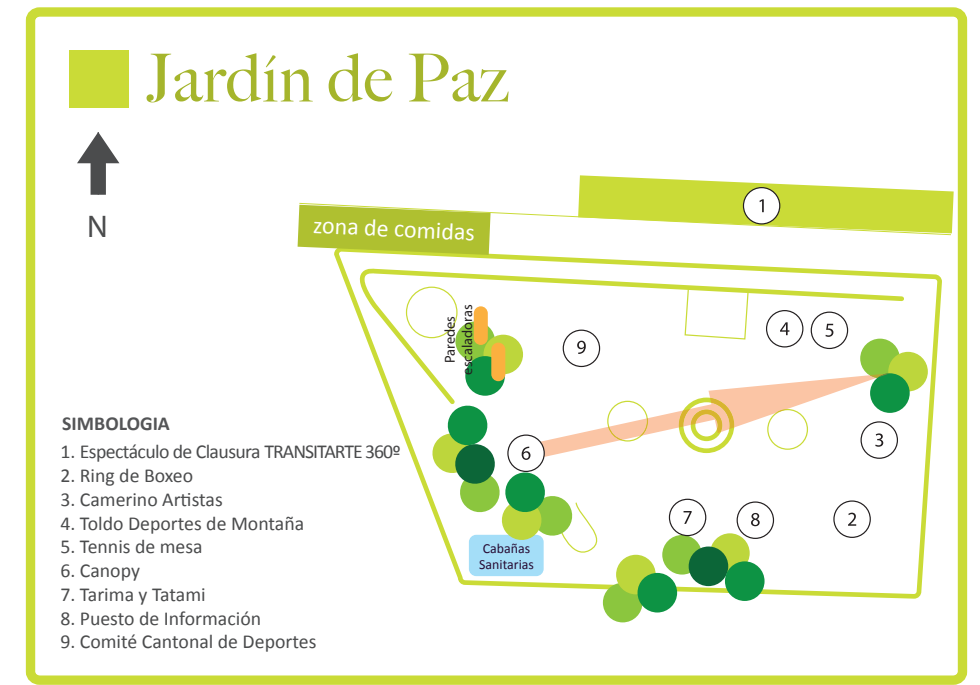 Jardín de Paz
N
1
zona de comidas
Paredes
escaladoras
9
4
5
3
6
7
8
2
Cabañas
Sanitarias
SIMBOLOGIA
1. Espectáculo de Clausura TRANSITARTE 360º
2. Ring de Boxeo
3. Camerino Artistas
4. Toldo Deportes de Montaña
5. Tennis de mesa
6. Canopy
7. Tarima y Tatami
8. Puesto de Información
9. Comité Cantonal de Deportes